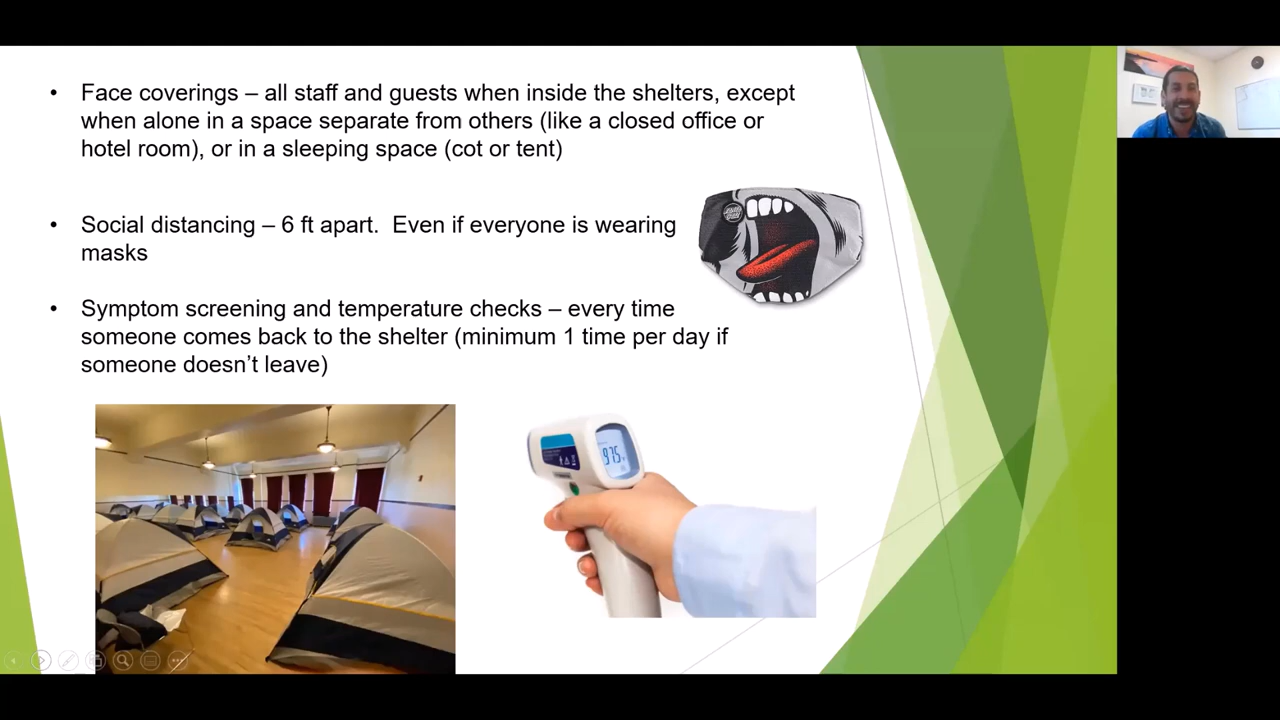 • Face coverings – all staff and guests when inside the shelters, except
when alone in a space separate from others (like a closed office or
hotel room), or in a sleeping space (cot or tent)
• Social distancing – 6 ft apart.  Even if everyone is wearing
masks
• Symptom screening and temperature checks – every time
someone comes back to the shelter (minimum 1 time per day if
someone doesn’t leave)
97.5